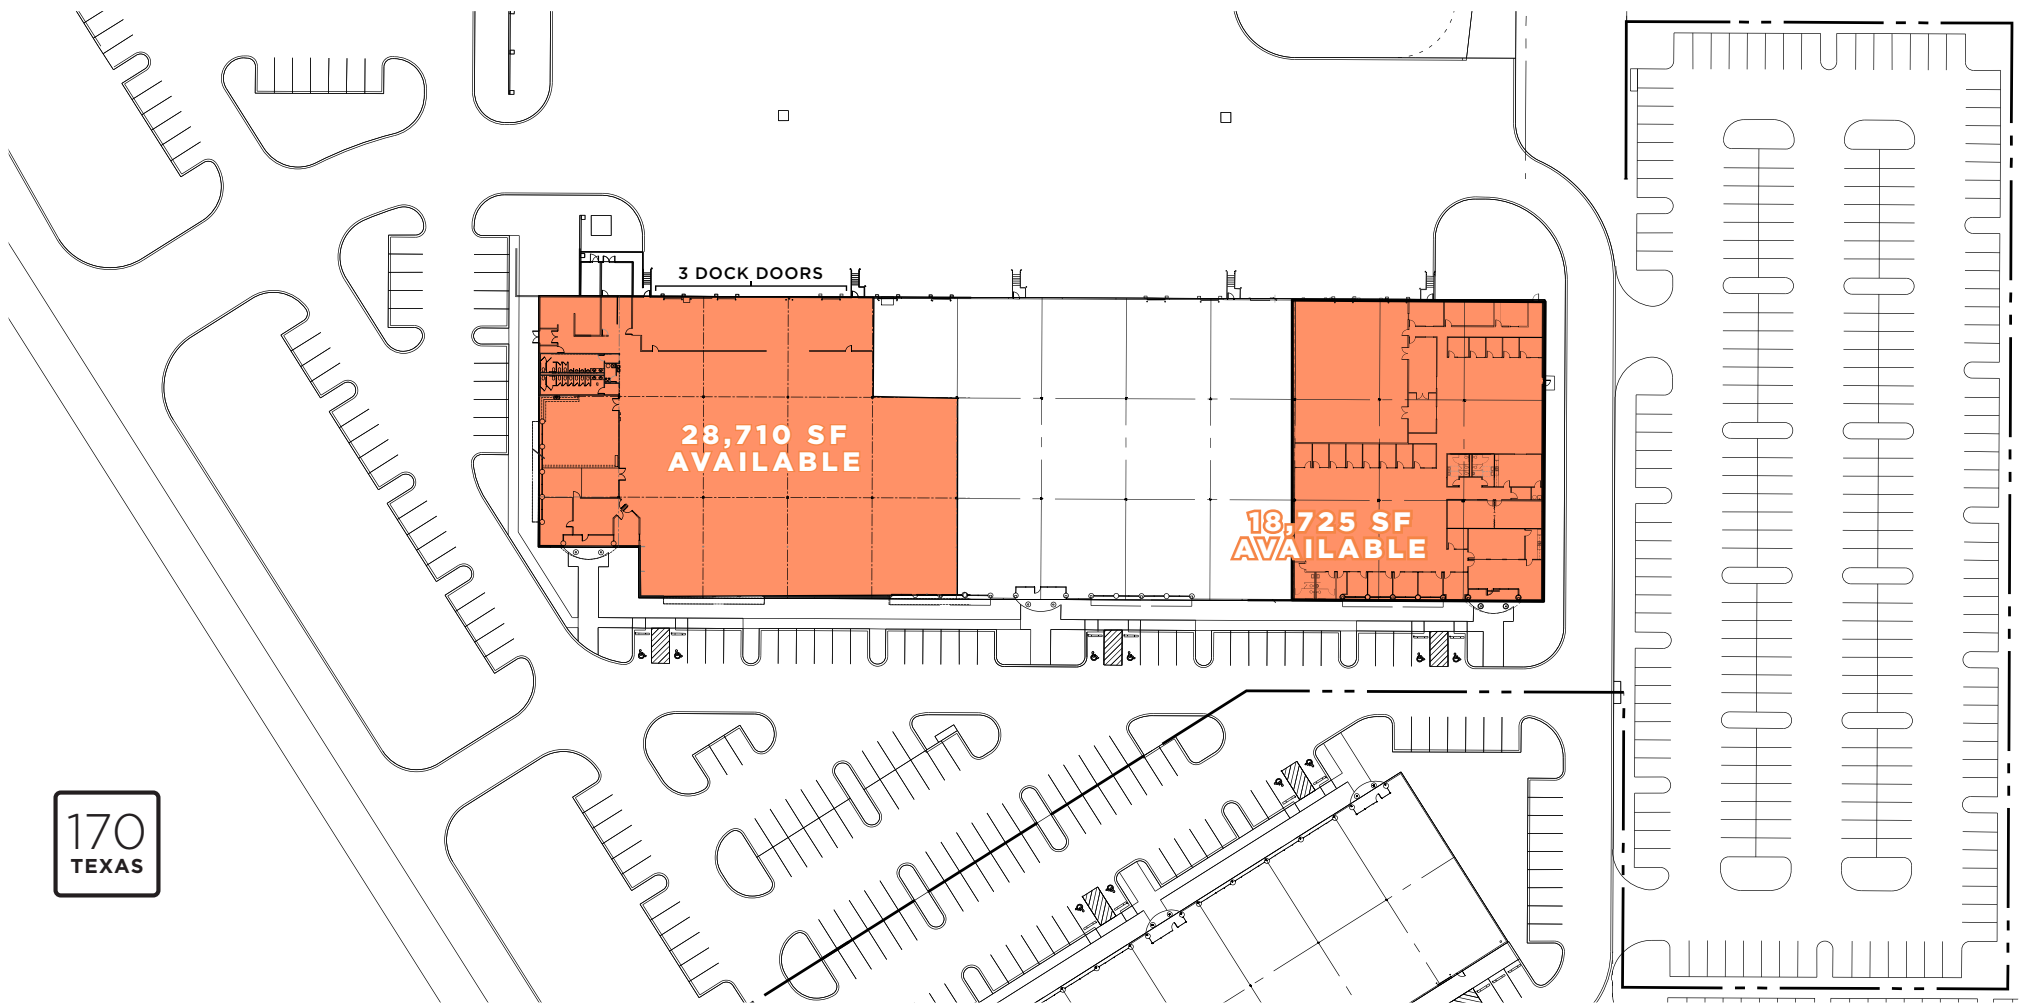 3 DOCK DOORS
28,710 SF
AVAILABLE
18,725 SF
AVAILABLE
170
TEXAS